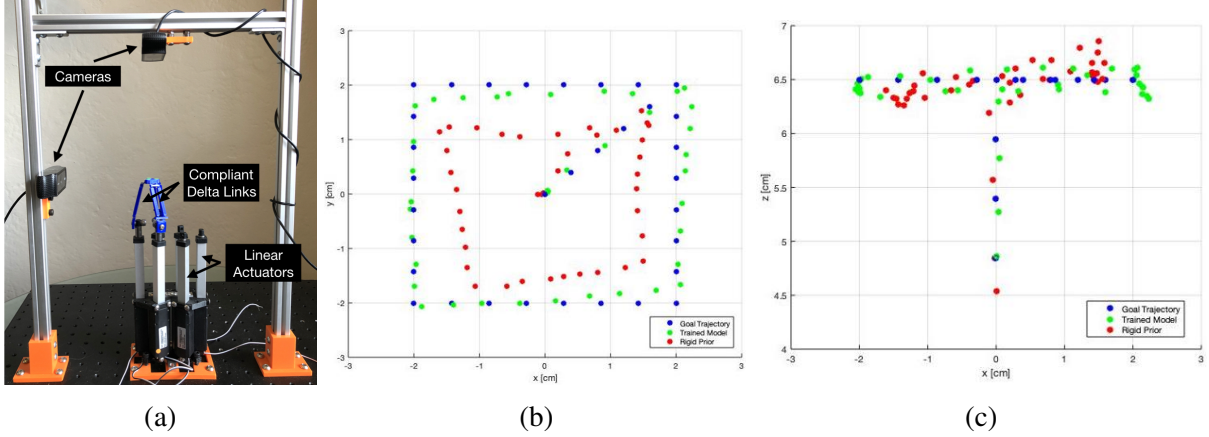 Cameras
Compliant
Delta Links
Linear
Actuators
(a)
3
2
1
0
-1
-2
-3
y [cm]
-3
-2
-1
0
1
2
3
x [cm]
Goal Trajectory
Trained Model
Rigid Prior
(b)
7
6.5
6
5.5
5
4.5
4
z [cm]
-3
-2
-1
0
1
2
3
x [cm]
Goal Trajectory
Trained Model
Rigid Prior
(c)